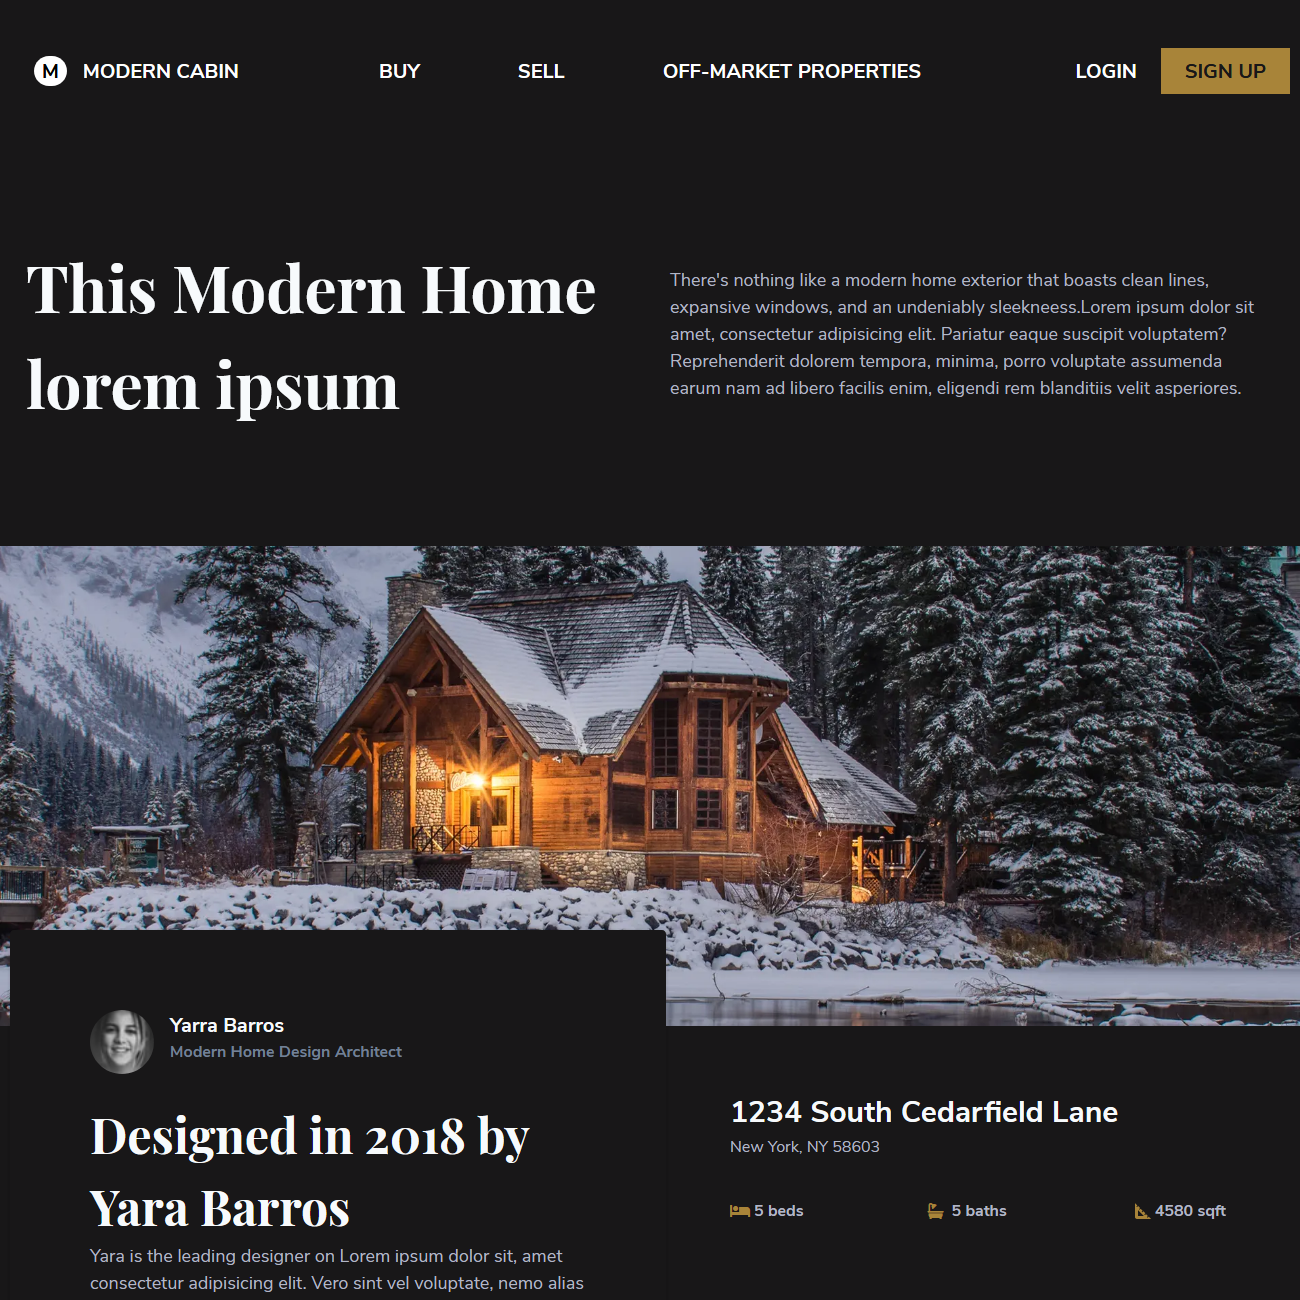 M MODERN CABIN BUY SELL OFF-MARKET PROPERTIES LOGIN SIGN UP
This Modern Home
lorem ipsum
There's nothing like a modern home exterior that boasts clean lines,
expansive windows, and an undeniably sleekneess.Lorem ipsum dolor sit
amet, consectetur adipisicing elit. Pariatur eaque suscipit voluptatem?
Reprehenderit dolorem tempora, minima, porro voluptate assumenda
earum nam ad libero facilis enim, eligendi rem blanditiis velit asperiores.
Yarra Barros
Modern Home Design Architect
Designed in 2018 by
Yara Barros
Yara is the leading designer on Lorem ipsum dolor sit, amet
consectetur adipisicing elit. Vero sint vel voluptate, nemo alias
1234 South Cedarfield Lane
New York, NY 58603
5 beds 5 baths 4580 sqft